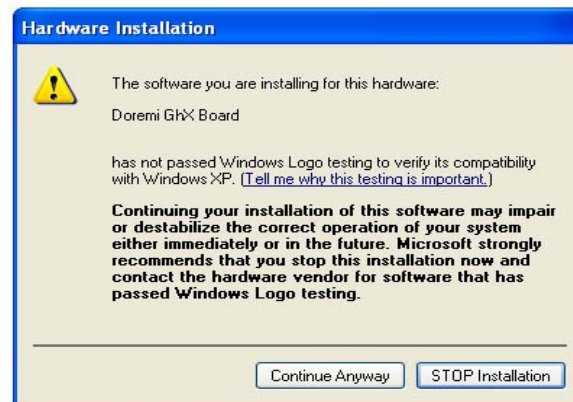 Hardware Installation
The software you are installing for this hardware:
Doremi GhX Board
has not passed Windows Logo testing to verify its compatibility
with Windows XP. (Tell me why this testing is important.)
Continuing your installation of this software may impair
or destabilize the correct operation of your system
either immediately or in the future. Microsoft strongly
recommends that you stop this installation now and
contact the hardware vendor for software that has
passed Windows Logo testing.
Continue Anyway
STOP Installation